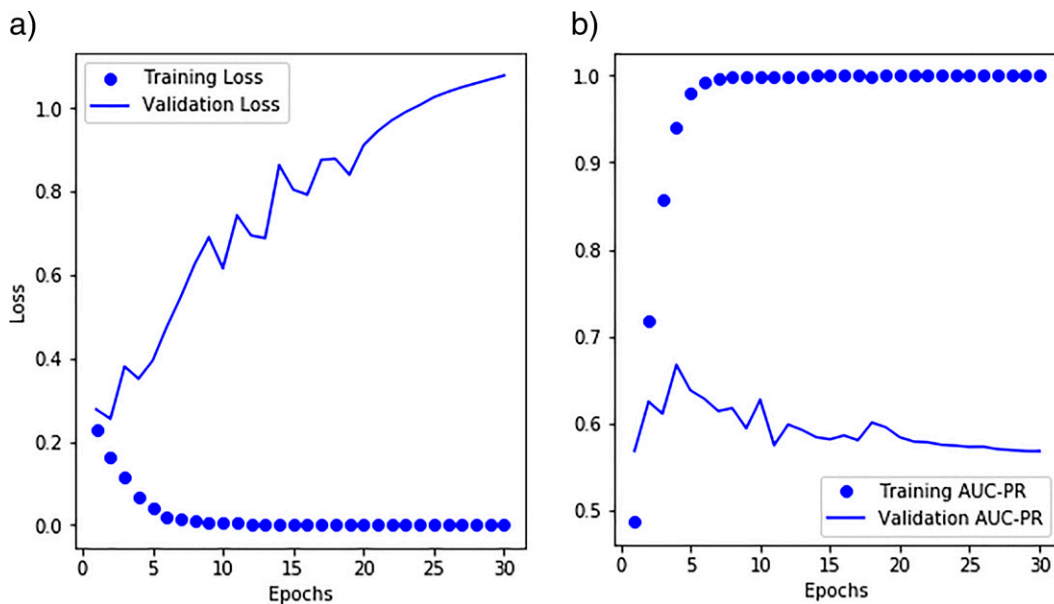 a)
Training Loss
Validation Loss
1.0
0.8
0.6
0.4
0.2
0.0
Loss
0
5
10
15
20
25
30
Epochs
b)
1.0
0.9
0.8
0.7
0.6
0.5
Training AUC-PR
Validation AUC-PR
0
5
10
15
20
25
30
Epochs